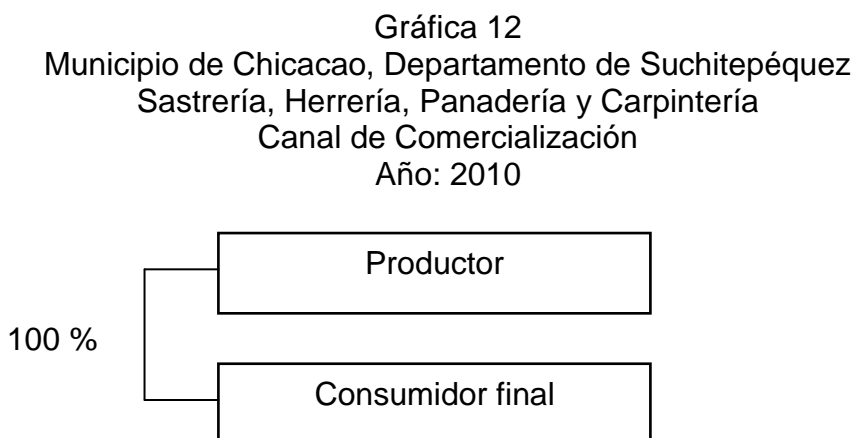 Gráfica 12
Municipio de Chicacao, Departamento de Suchitepéquez
Sastrería, Herrería, Panadería y Carpintería
Canal de Comercialización
Año: 2010
Productor
100 %
Consumidor final